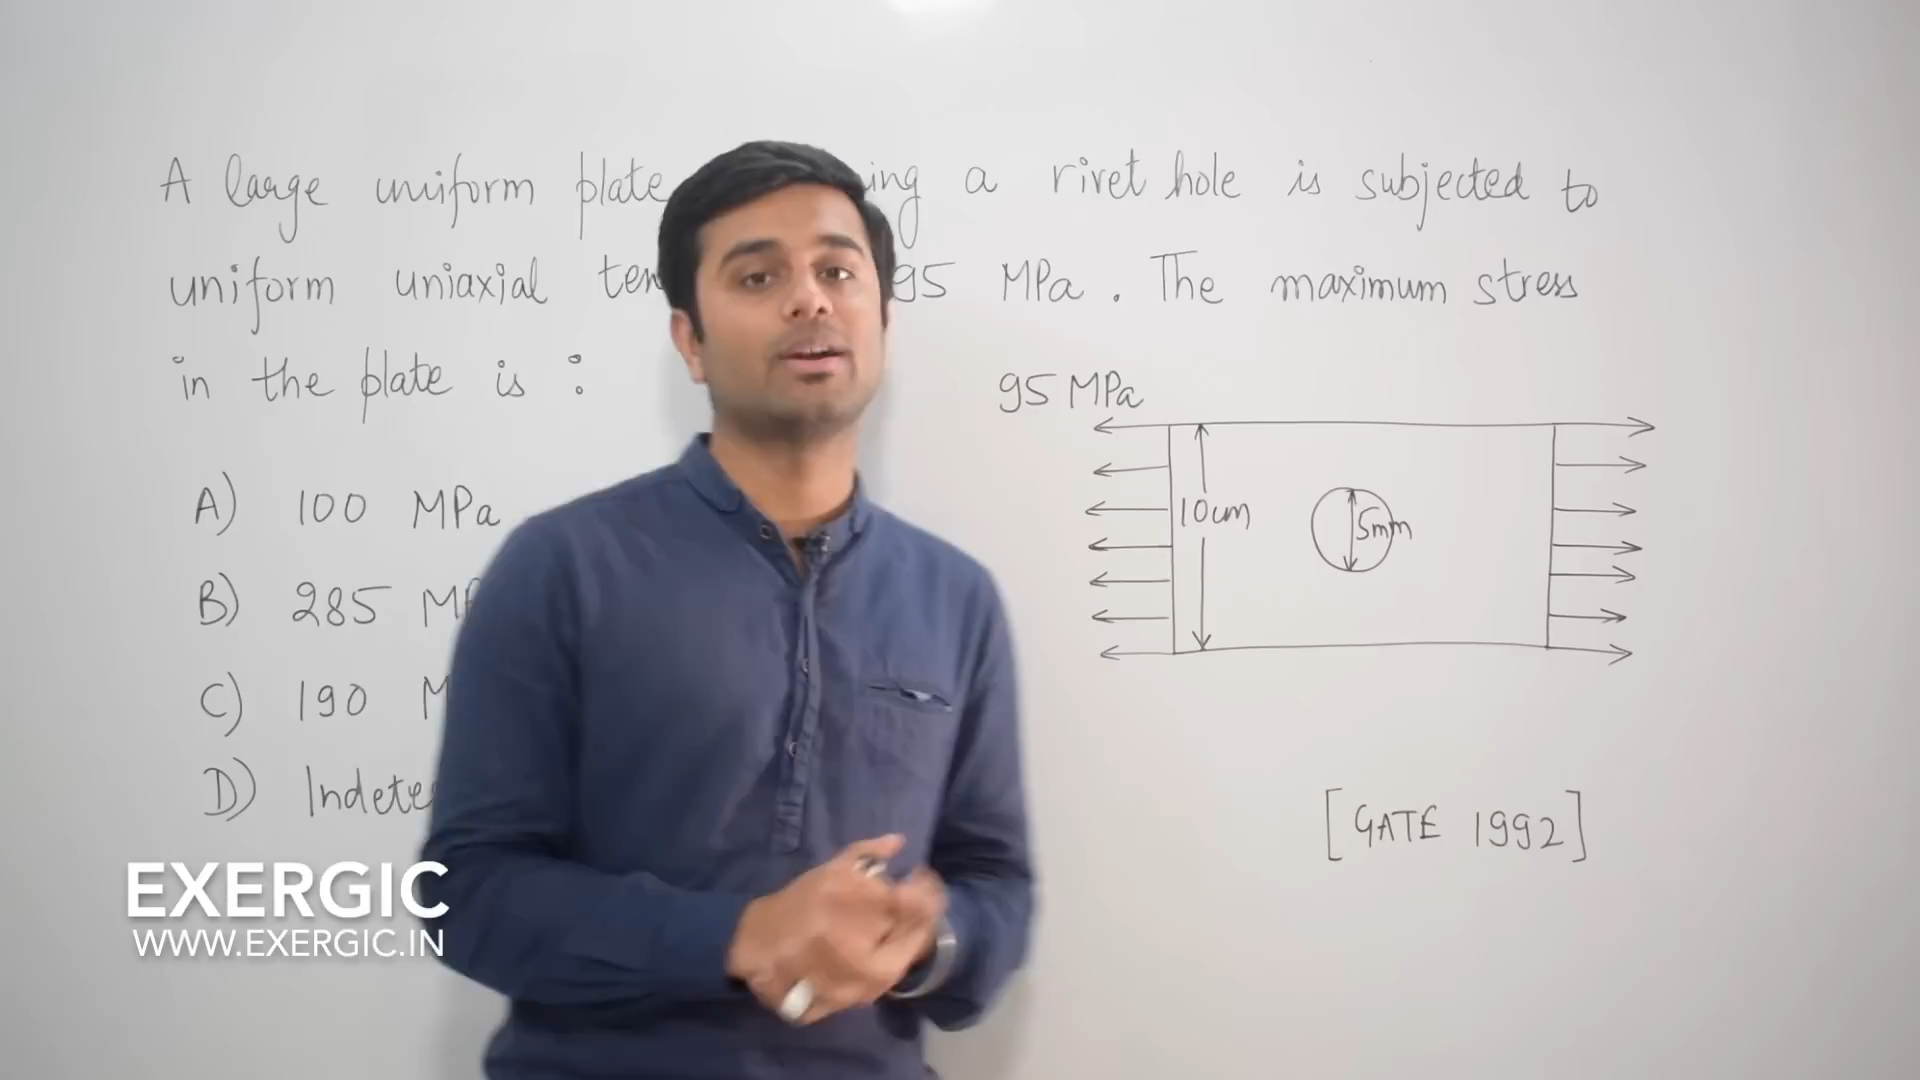 A large uniform plate ing a rivet hole is subjected to
uniform uniaxial ten 95 MPa. The maximum stress
in the plate is :
95 MPa
10cm
5mm
A) 100 MPa
B) 285 MP
C) 190 M
D) Indete
[GATE 1992]
EXERGIC
WWW.EXERGIC.IN